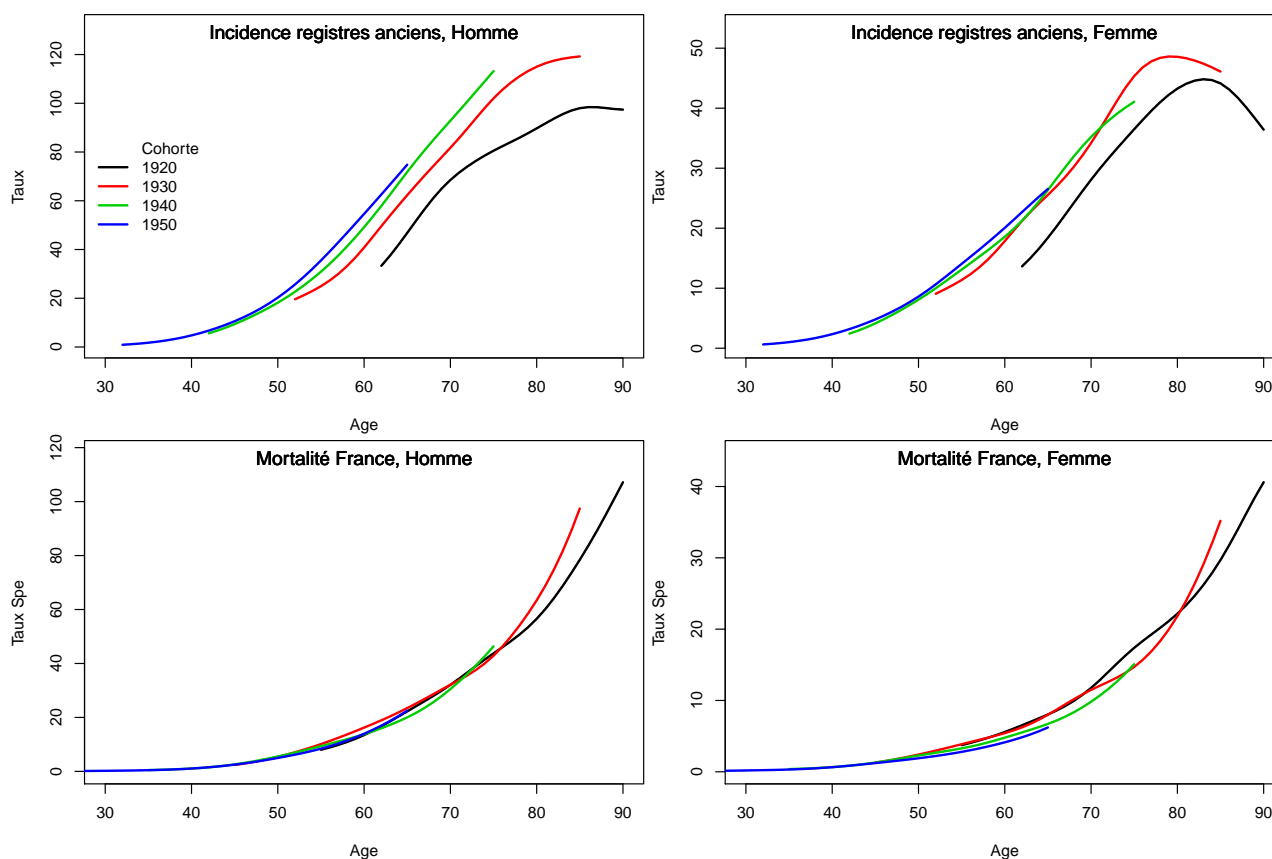 Incidence registres anciens, Homme
Taux
120
100
80
60
40
20
0
Cohorte
1920
1930
1940
1950
30 40 50 60 70 80 90
Age
Incidence registres anciens, Femme
Taux
50
40
30
20
10
0
30 40 50 60 70 80 90
Age
Mortalité France, Homme
Taux Spe
120
100
80
60
40
20
0
30 40 50 60 70 80 90
Age
Mortalité France, Femme
Taux Spe
40
30
20
10
0
30 40 50 60 70 80 90
Age